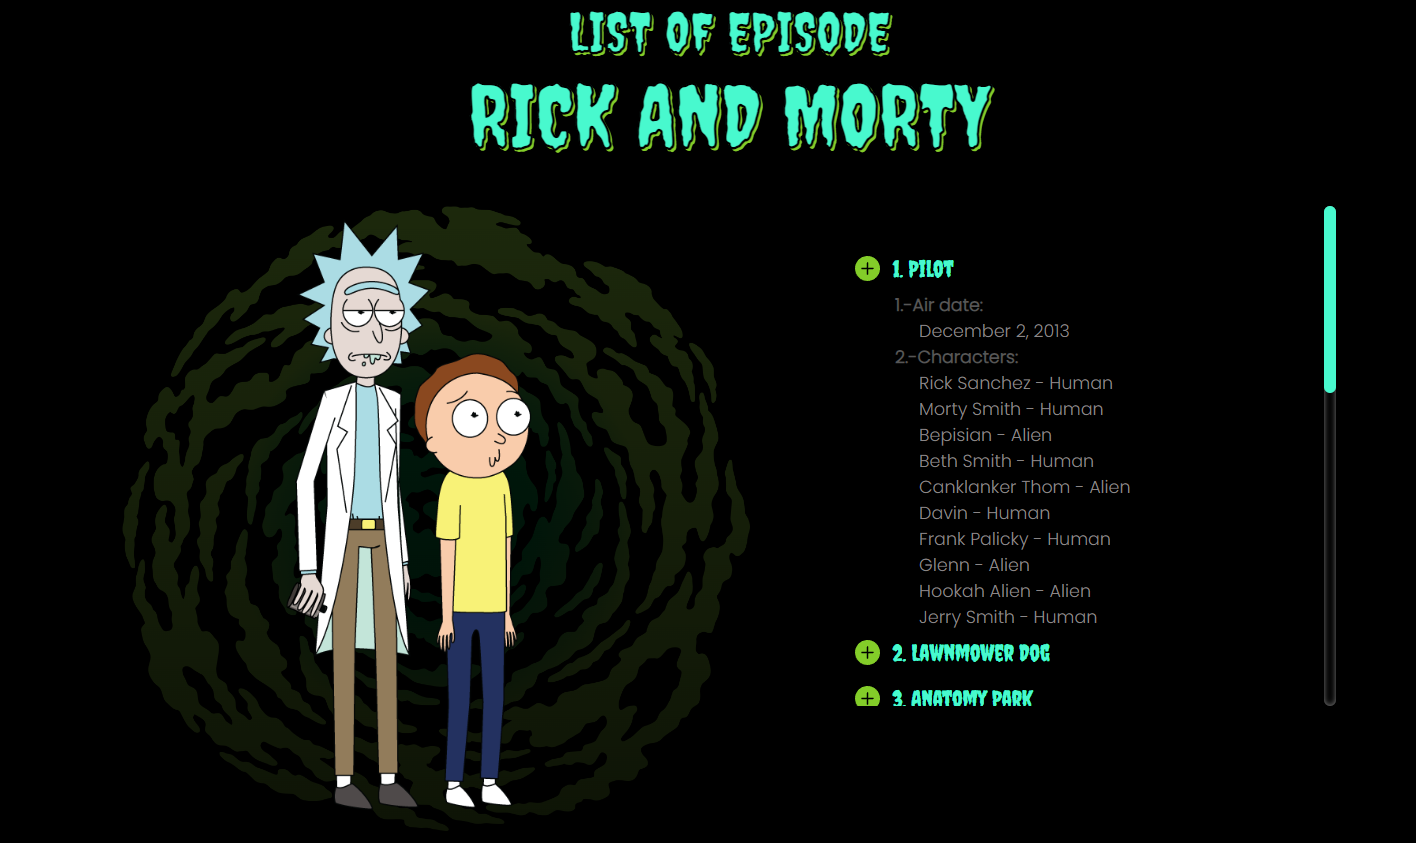 LIST OF EPISODE
RICK AND MORTY
1. PILOT
1.-Air date:
December 2, 2013
2.-Characters:
Rick Sanchez - Human
Morty Smith - Human
Bepisian - Alien
Beth Smith - Human
Canklanker Thom - Alien
Davin - Human
Frank Palicky - Human
Glenn - Alien
Hookah Alien - Alien
Jerry Smith - Human
2. LAWNMOWER DOG
3. ANATOMY PARK